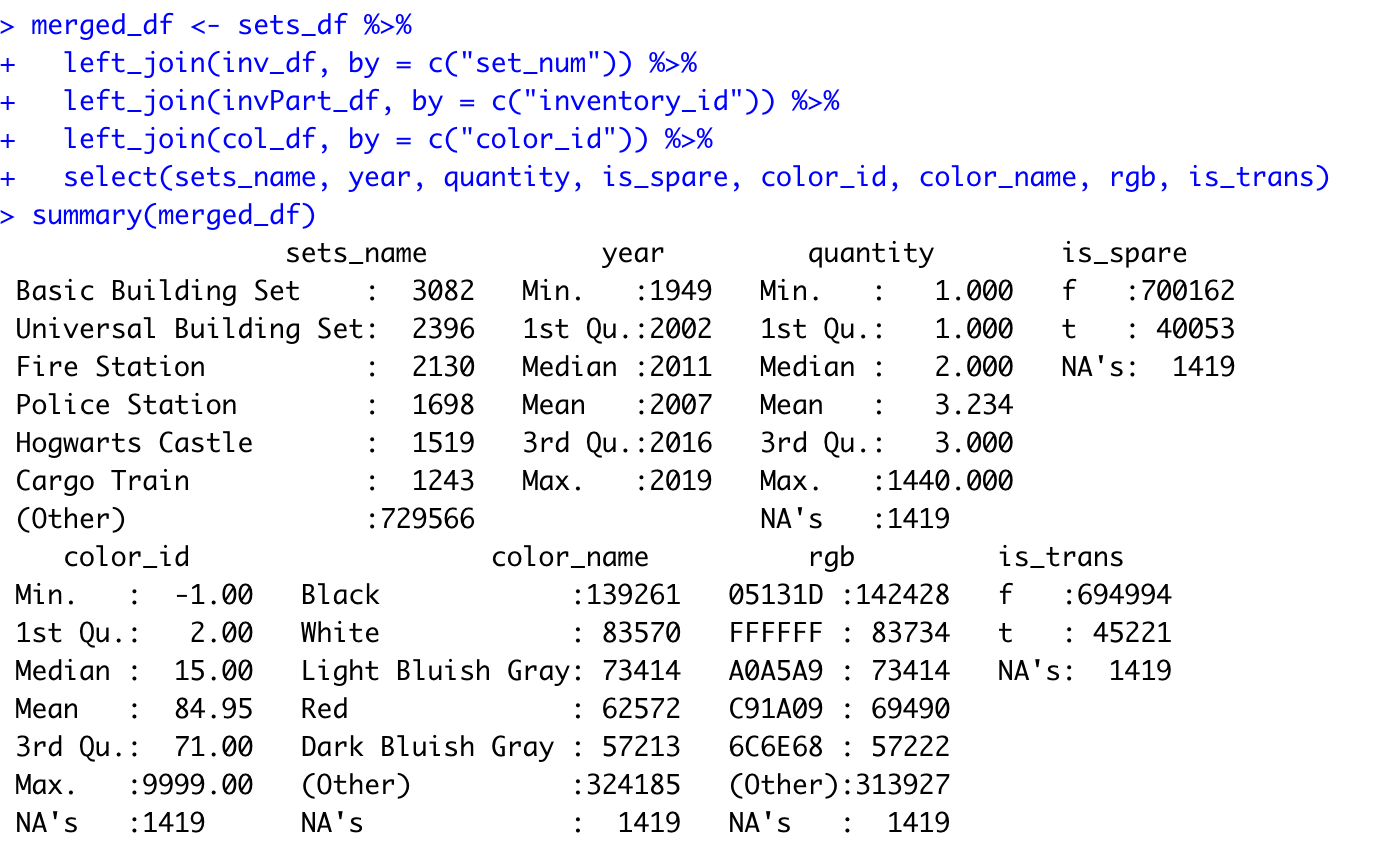 > merged_df <- sets_df %>%
+   left_join(inv_df, by = c("set_num")) %>%
+   left_join(invPart_df, by = c("inventory_id")) %>%
+   left_join(col_df, by = c("color_id")) %>%
+   select(sets_name, year, quantity, is_spare, color_id, color_name, rgb, is_trans)
> summary(merged_df)
                  sets_name           year         quantity        is_spare
 Basic Building Set    :  3082   Min.   :1949   Min.   :   1.000   f   :700162
 Universal Building Set:  2396   1st Qu.:2002   1st Qu.:   1.000   t   : 40053
 Fire Station          :  2130   Median :2011   Median :   2.000   NA's:  1419
 Police Station        :  1698   Mean   :2007   Mean   :   3.234
 Hogwarts Castle       :  1519   3rd Qu.:2016   3rd Qu.:   3.000
 Cargo Train           :  1243   Max.   :2019   Max.   :1440.000
 (Other)               :729566                  NA's   :1419
    color_id                   color_name          rgb         is_trans
 Min.   :  -1.00   Black            :139261   05131D :142428   f   :694994
 1st Qu.:   2.00   White            : 83570   FFFFFF : 83734   t   : 45221
 Median :  15.00   Light Bluish Gray: 73414   A0A5A9 : 73414   NA's:  1419
 Mean   :  84.95   Red              : 62572   C91A09 : 69490
 3rd Qu.:  71.00   Dark Bluish Gray : 57213   6C6E68 : 57222
 Max.   :9999.00   (Other)          :324185   (Other):313927
 NA's   :1419      NA's             :  1419   NA's   :  1419